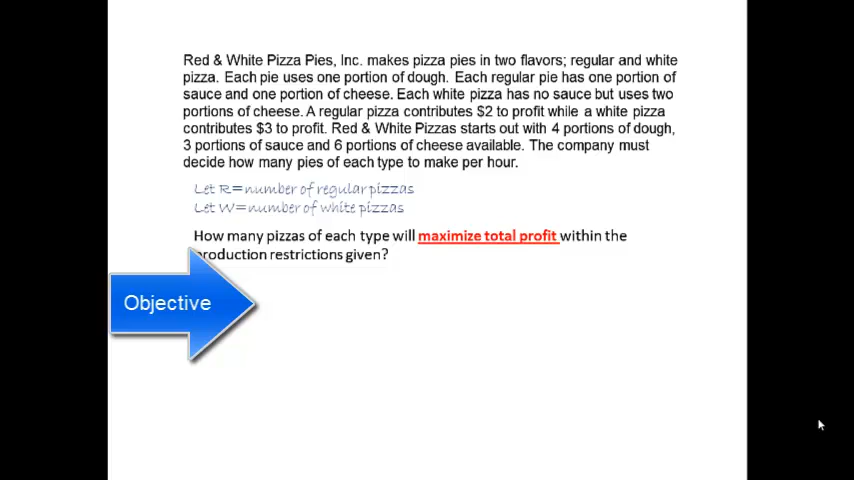 Red & White Pizza Pies, Inc. makes pizza pies in two flavors; regular and white
pizza. Each pie uses one portion of dough. Each regular pie has one portion of
sauce and one portion of cheese. Each white pizza has no sauce but uses two
portions of cheese. A regular pizza contributes $2 to profit while a white pizza
contributes $3 to profit. Red & White Pizzas starts out with 4 portions of dough,
3 portions of sauce and 6 portions of cheese available. The company must
decide how many pies of each type to make per hour.
Let R=number of regular pizzas
Let W=number of white pizzas
How many pizzas of each type will maximize total profit within the
production restrictions given?
Objective